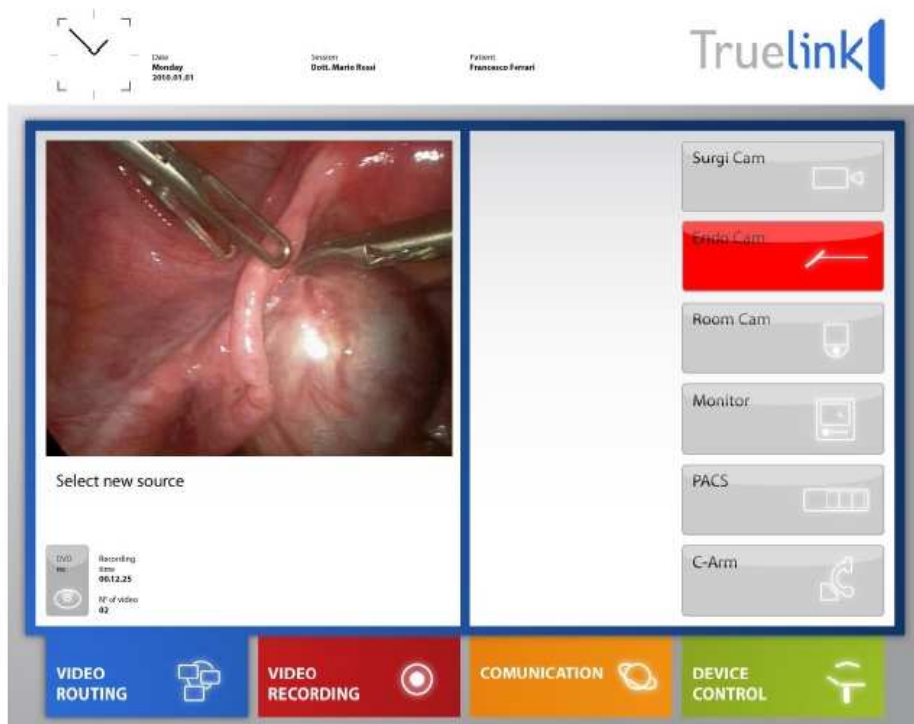 Date
Monday
2010.01.01
Session
Dott. Mario Rossi
Patient
Francesco Ferrari
Truelink
Surgi Cam
Endo Cam
Room Cam
Monitor
PACS
C-Arm
Select new source
DVD
rec
Recording
time
00.12.25
N° of video
02
VIDEO
ROUTING
VIDEO
RECORDING
COMUNICATION
DEVICE
CONTROL